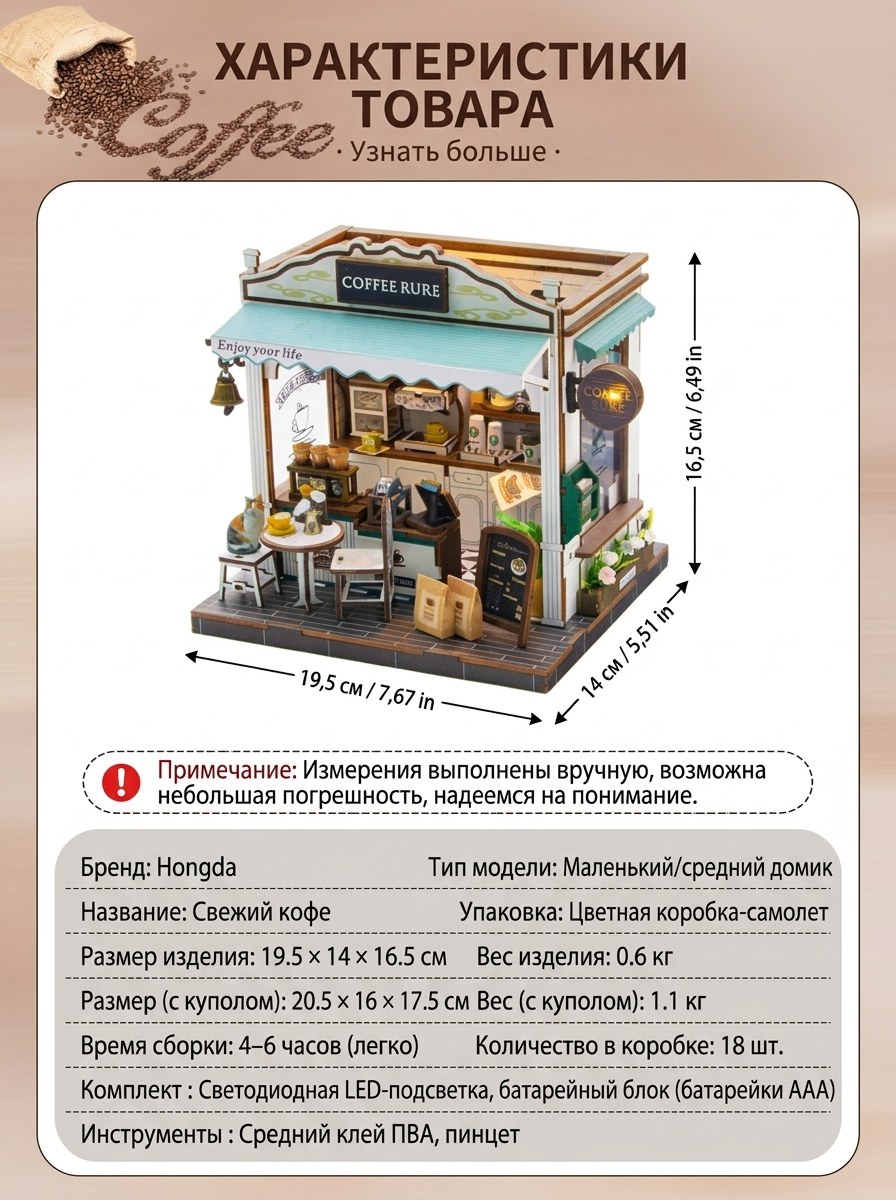 ХАРАКТЕРИСТИКИ
ТОВАРА
Coffee
· Узнать больше ·
COFFEE RURE
Enjoy your life
COFFEE
RURE
16,5 см / 6,49 in
19,5 см / 7,67 in
14 см / 5,51 in
Примечание: Измерения выполнены вручную, возможна
небольшая погрешность, надеемся на понимание.
Бренд: Hongda Тип модели: Маленький/средний домик
Название: Свежий кофе Упаковка: Цветная коробка-самолет
Размер изделия: 19.5 × 14 × 16.5 см Вес изделия: 0.6 кг
Размер (с куполом): 20.5 × 16 × 17.5 см Вес (с куполом): 1.1 кг
Время сборки: 4–6 часов (легко) Количество в коробке: 18 шт.
Комплект : Светодиодная LED-подсветка, батарейный блок (батарейки AAA)
Инструменты : Средний клей ПВА, пинцет